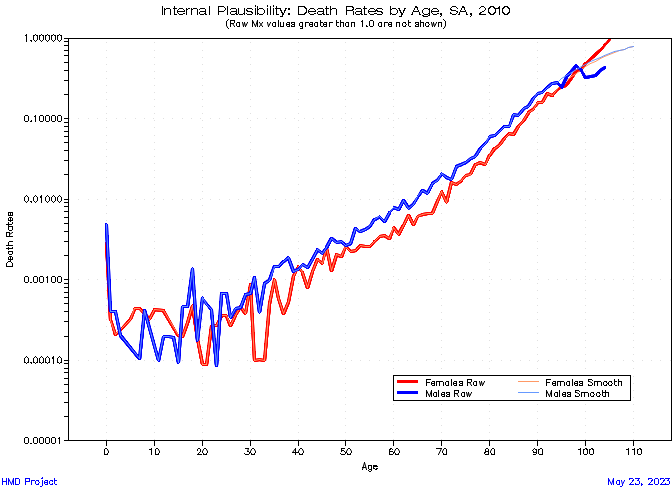 Internal Plausibility: Death Rates by Age, SA, 2010
(Raw Mx values greater than 1.0 are not shown)
1.00000
0.10000
0.01000
0.00100
0.00010
0.00001
Death Rates
Females Raw
Females Smooth
Males Raw
Males Smooth
0 10 20 30 40 50 60 70 80 90 100 110
Age
HMD Project
May 23, 2023